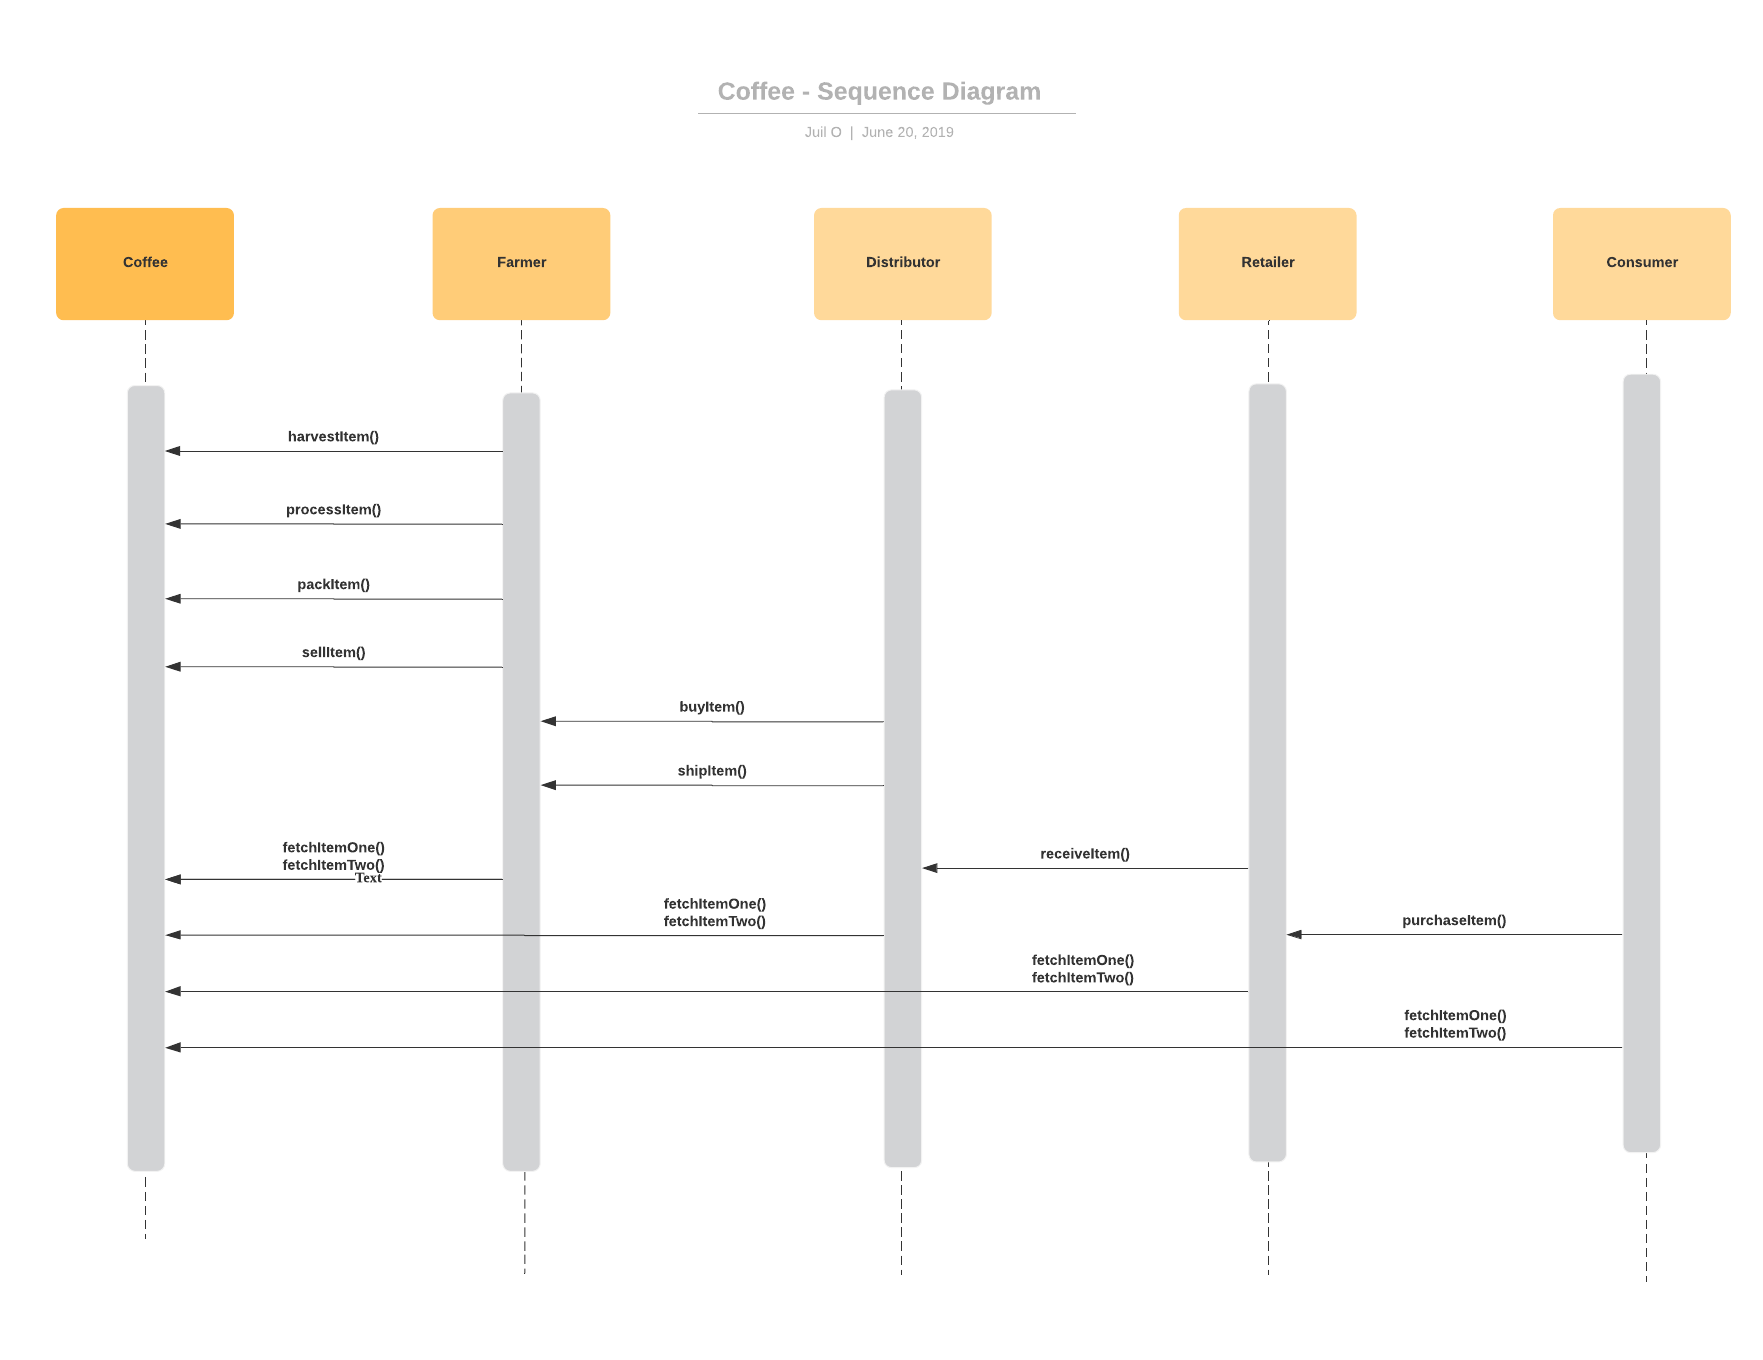 Coffee - Sequence Diagram
Juil O | June 20, 2019
Coffee
Farmer
Distributor
Retailer
Consumer
harvestItem()
processItem()
packItem()
sellItem()
buyItem()
shipItem()
fetchItemOne()
fetchItemTwo()
Text
receiveItem()
fetchItemOne()
fetchItemTwo()
purchaseItem()
fetchItemOne()
fetchItemTwo()
fetchItemOne()
fetchItemTwo()